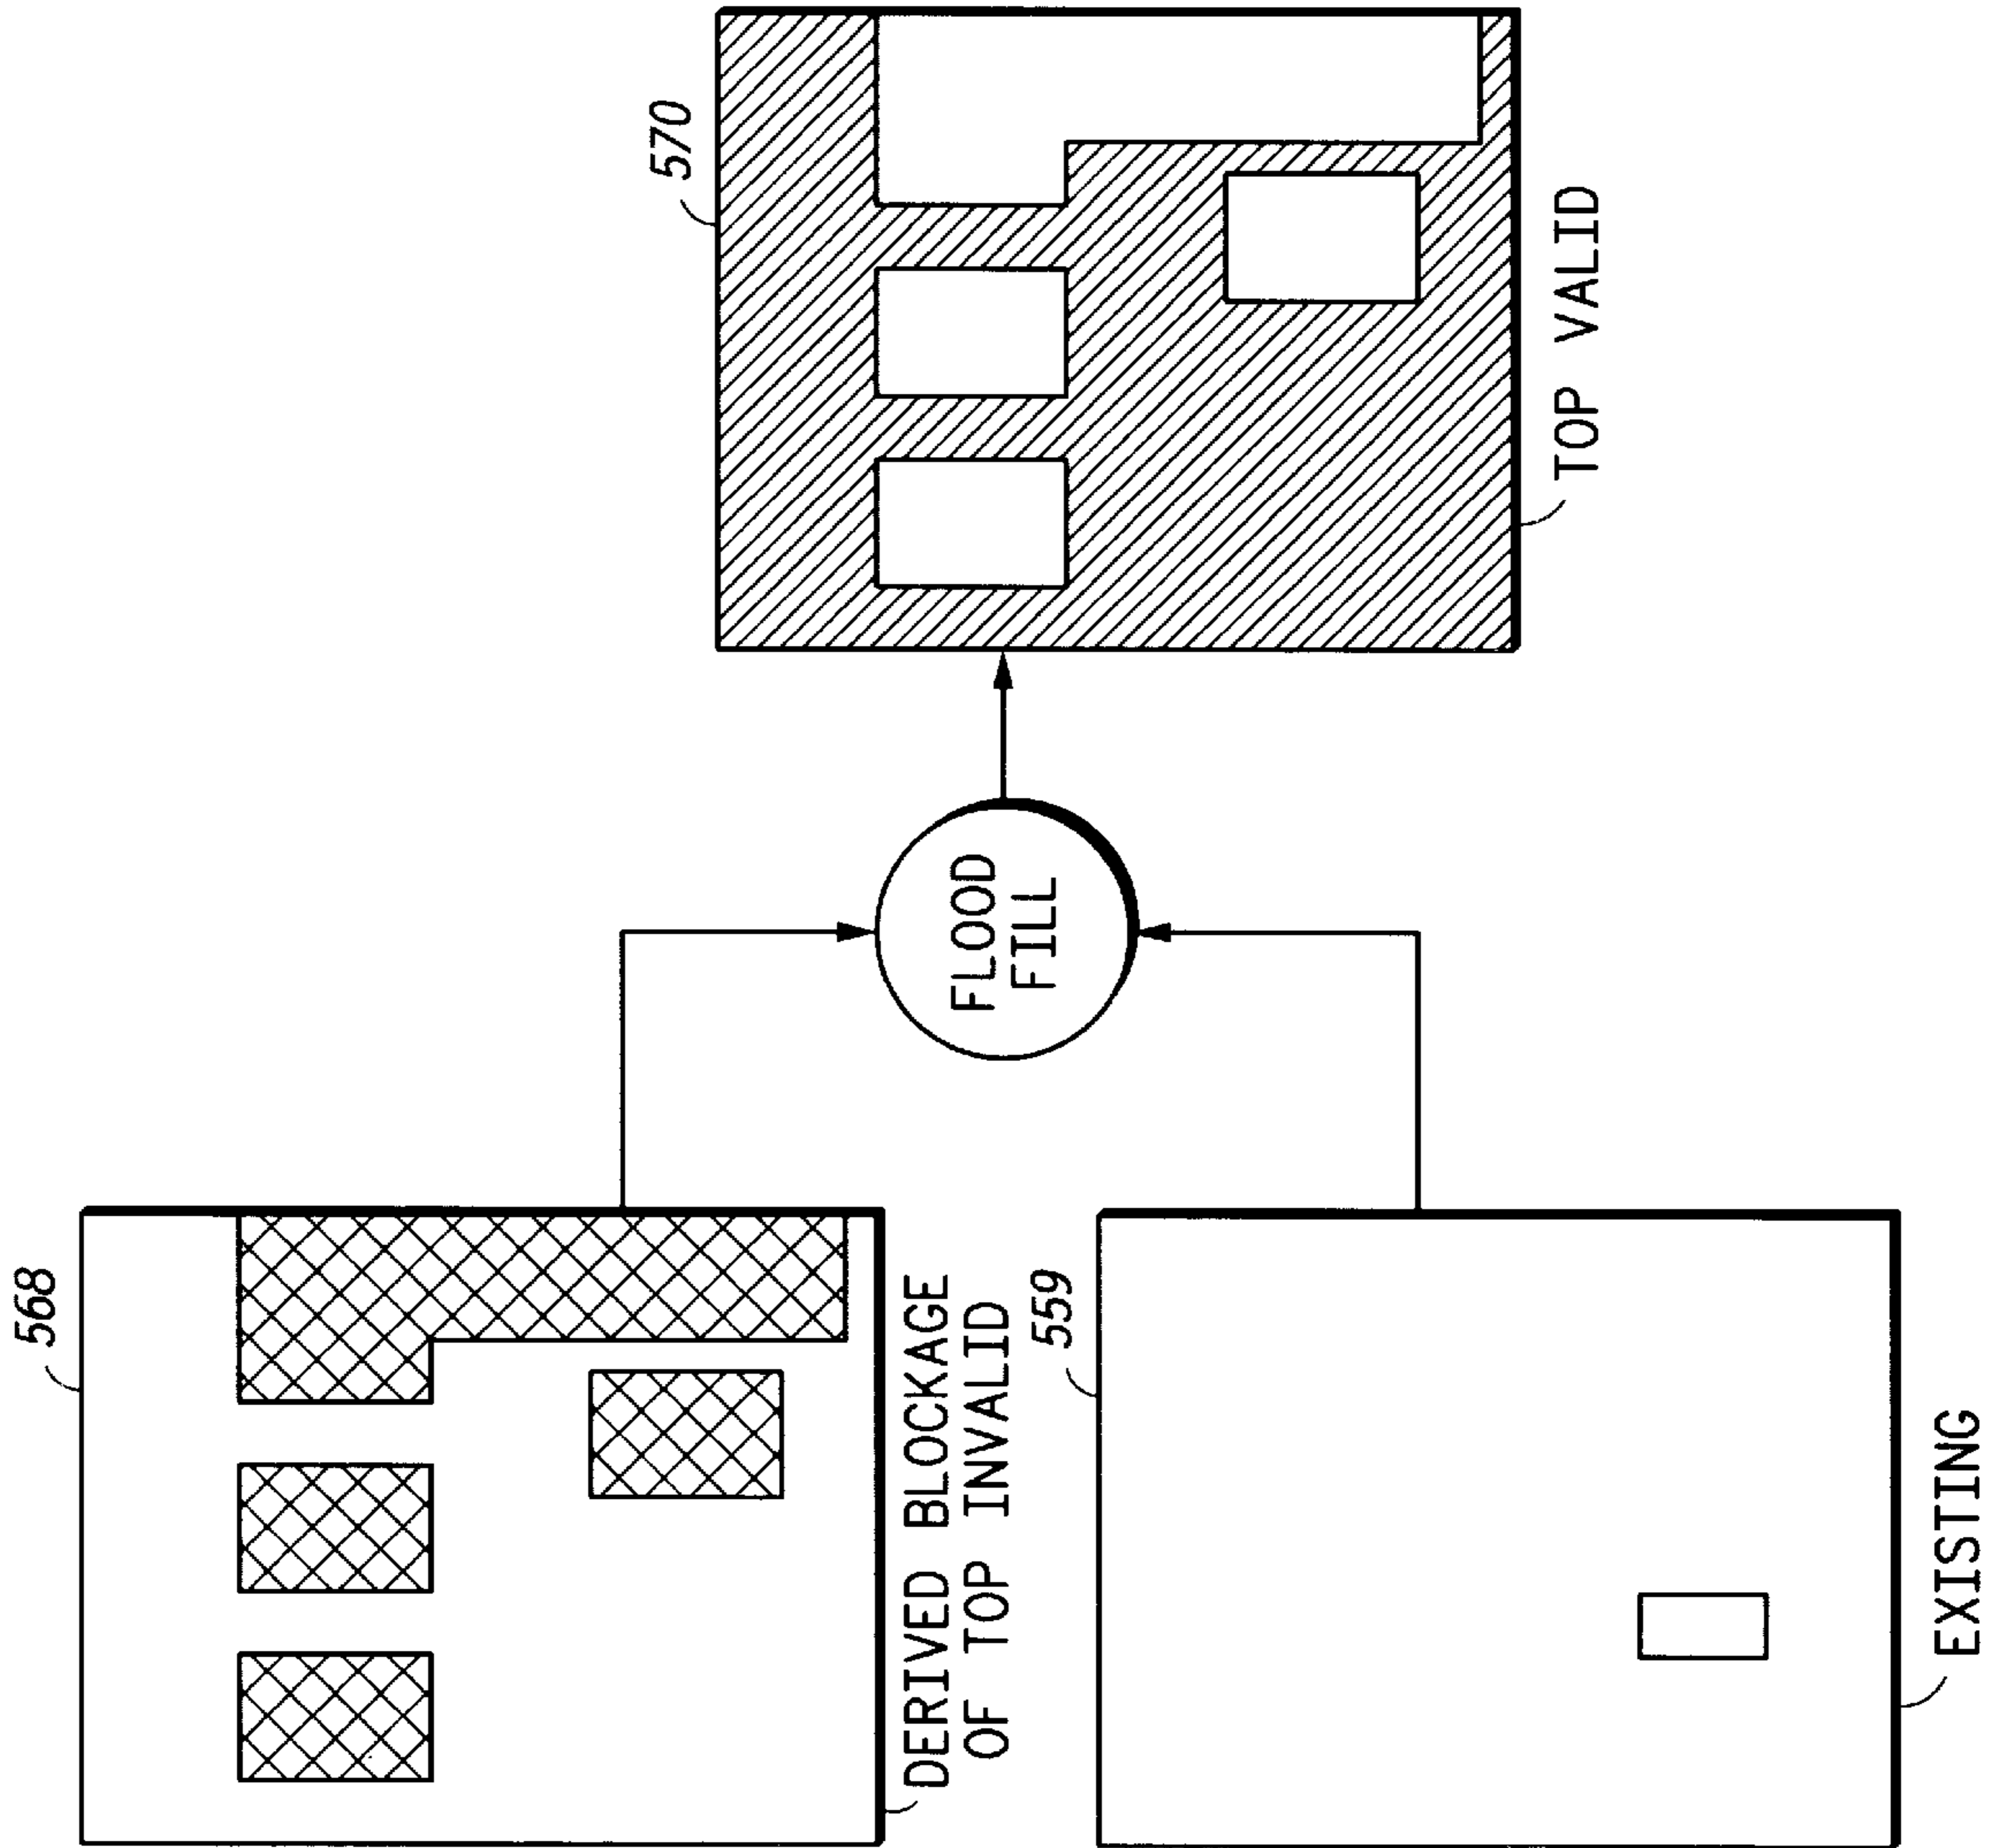 568
DERIVED BLOCKAGE
OF TOP INVALID
559
EXISTING
FLOOD
FILL
570
TOP VALID